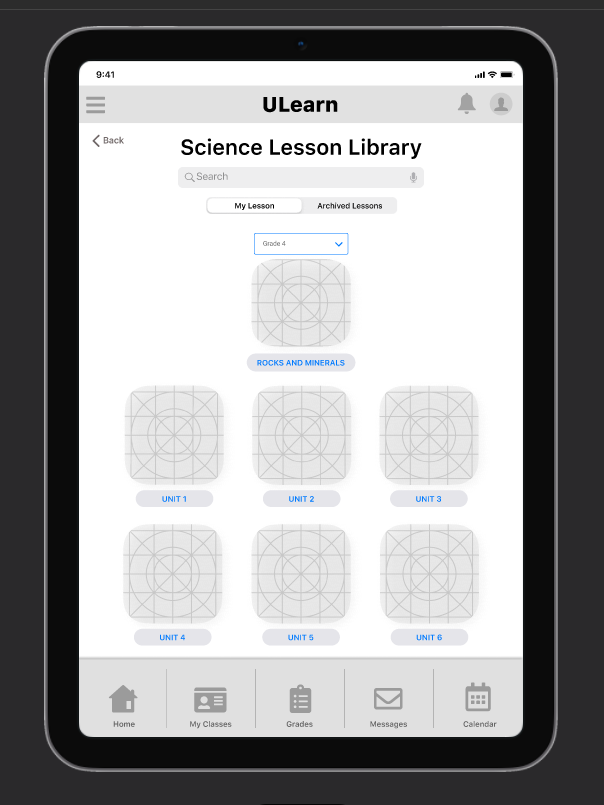 9:41
ULearn
Back
Science Lesson Library
Search
My Lesson Archived Lessons
Grade 4
ROCKS AND MINERALS
UNIT 1 UNIT 2 UNIT 3
UNIT 4 UNIT 5 UNIT 6
Home My Classes Grades Messages Calendar